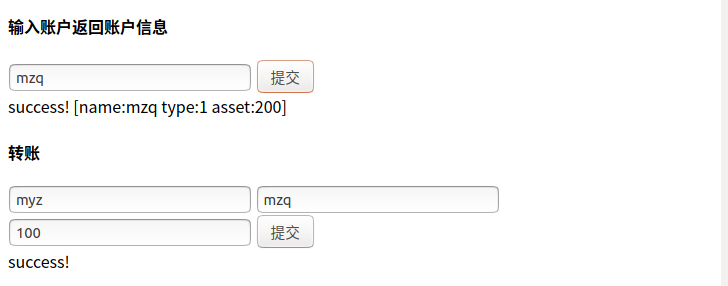 输入账户返回账户信息
mzq 提交
success! [name:mzq type:1 asset:200]
转账
myz mzq
100 提交
success!